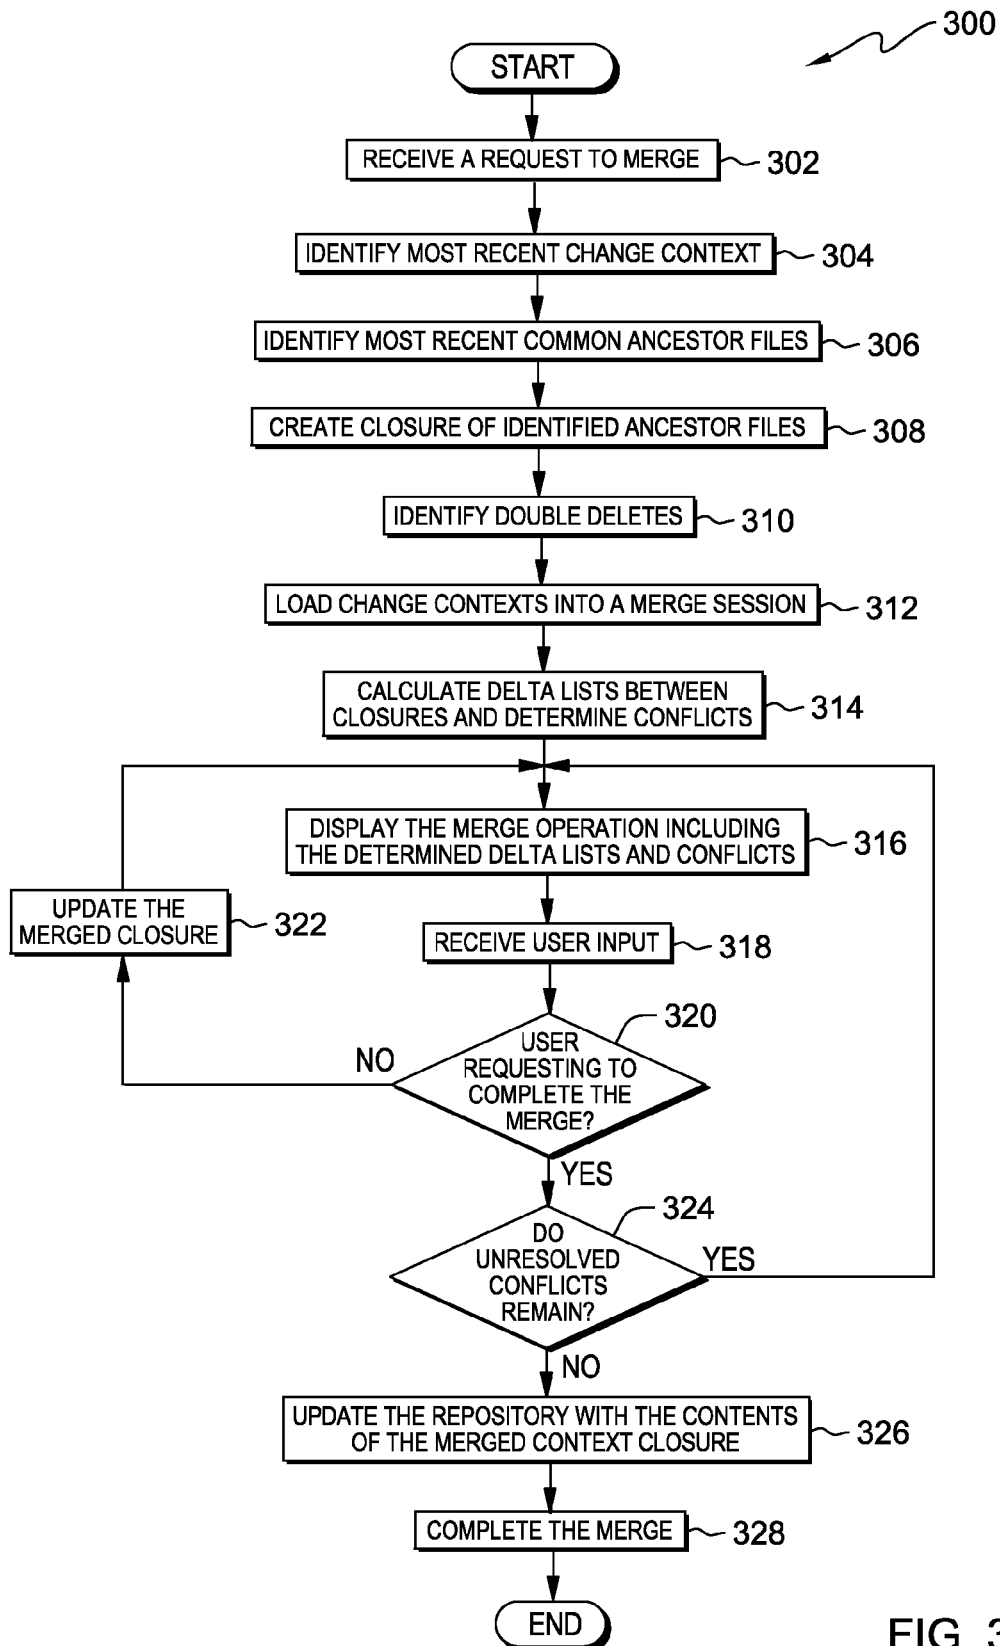 300
START
RECEIVE A REQUEST TO MERGE
302
IDENTIFY MOST RECENT CHANGE CONTEXT
304
IDENTIFY MOST RECENT COMMON ANCESTOR FILES
306
CREATE CLOSURE OF IDENTIFIED ANCESTOR FILES
308
IDENTIFY DOUBLE DELETES
310
LOAD CHANGE CONTEXTS INTO A MERGE SESSION
312
CALCULATE DELTA LISTS BETWEEN
CLOSURES AND DETERMINE CONFLICTS
314
DISPLAY THE MERGE OPERATION INCLUDING
THE DETERMINED DELTA LISTS AND CONFLICTS
316
UPDATE THE
MERGED CLOSURE
322
RECEIVE USER INPUT
318
320
USER
REQUESTING TO
COMPLETE THE
MERGE?
NO
YES
324
DO
UNRESOLVED
CONFLICTS
REMAIN?
YES
NO
UPDATE THE REPOSITORY WITH THE CONTENTS
OF THE MERGED CONTEXT CLOSURE
326
COMPLETE THE MERGE
328
END
FIG. 3